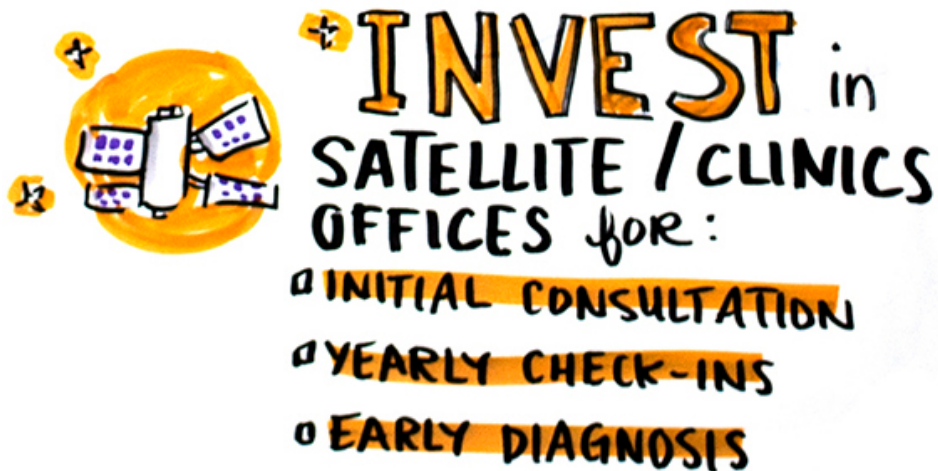 INVEST in
SATELLITE / CLINICS
OFFICES for:
INITIAL CONSULTATION
YEARLY CHECK-INS
EARLY DIAGNOSIS